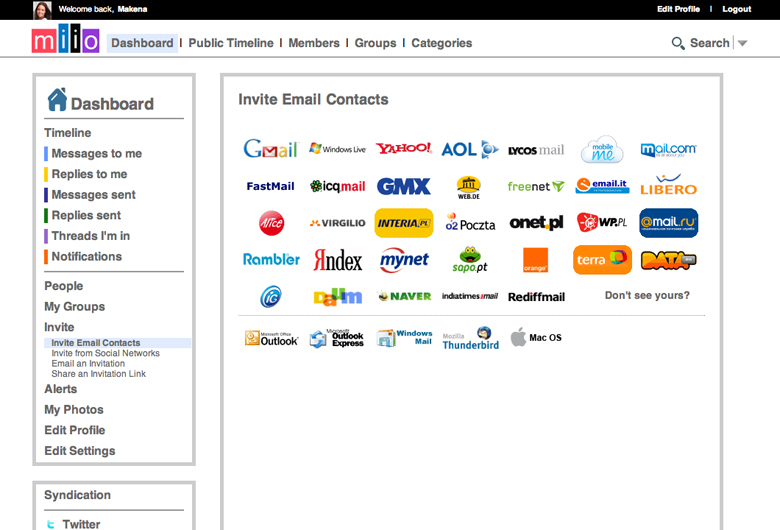 Welcome back, Makena
Edit Profile | Logout
miio
Dashboard | Public Timeline | Members | Groups | Categories
Search
Dashboard
Timeline
Messages to me
Replies to me
Messages sent
Replies sent
Threads I'm in
Notifications
People
My Groups
Invite
Invite Email Contacts
Invite from Social Networks
Email an Invitation
Share an Invitation Link
Alerts
My Photos
Edit Profile
Edit Settings
Syndication
Twitter
Invite Email Contacts
Gmail Windows Live YAHOO! AOL LYCOS mail mobile me mail.com
FastMail icqmail GMX WEB.DE freenet email.it LIBERO
Alice VIRGILIO INTERIA.PL o2 Poczta onet.pl WP.PL @mail.ru
Rambler Яndex mynet sapo.pt orange terra DATA
iG Daum NAVER indiatimes mail Rediffmail Don't see yours?
Microsoft Office Outlook Microsoft Outlook Express Windows Mail Mozilla Thunderbird Mac OS